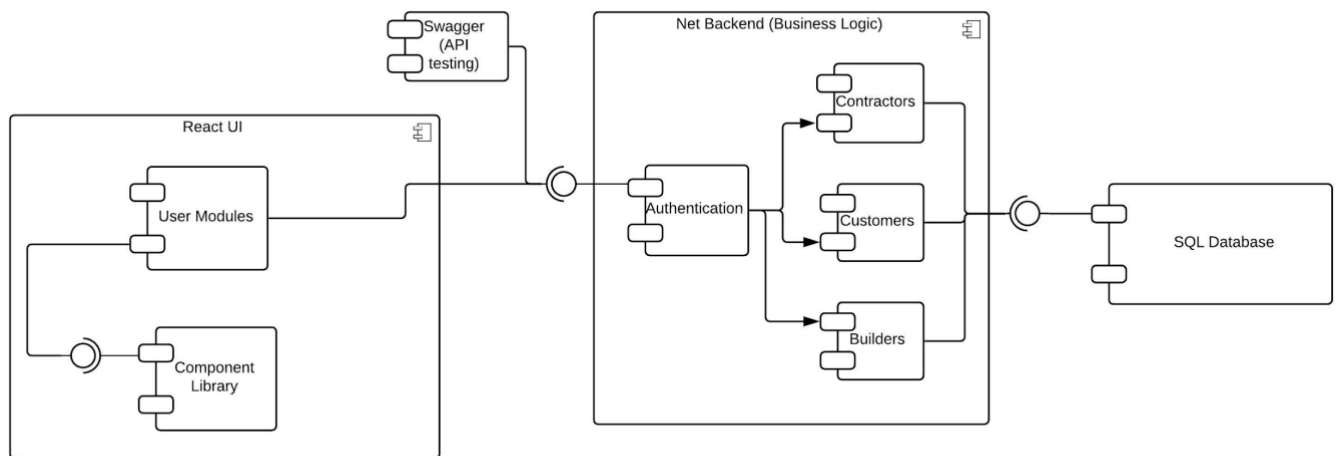 Swagger
(API
testing)
Net Backend (Business Logic)
React UI
Contractors
User Modules
Authentication
Customers
SQL Database
Builders
Component
Library